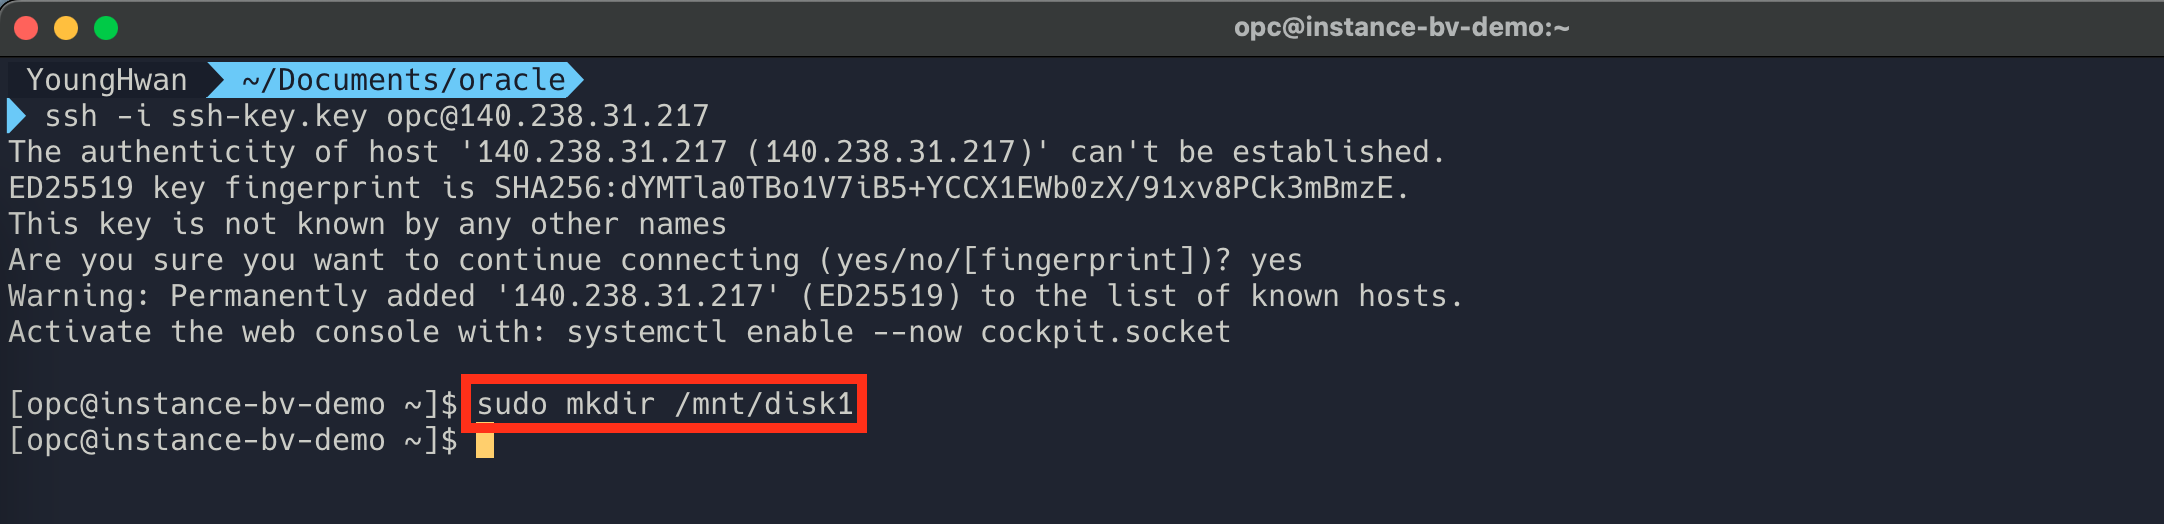 opc@instance-bv-demo:~
YoungHwan ~/Documents/oracle
ssh -i ssh-key.key opc@140.238.31.217
The authenticity of host '140.238.31.217 (140.238.31.217)' can't be established.
ED25519 key fingerprint is SHA256:dYMTla0TBo1V7iB5+YCCX1EWb0zX/91xv8PCk3mBmzE.
This key is not known by any other names
Are you sure you want to continue connecting (yes/no/[fingerprint])? yes
Warning: Permanently added '140.238.31.217' (ED25519) to the list of known hosts.
Activate the web console with: systemctl enable --now cockpit.socket
[opc@instance-bv-demo ~]$ sudo mkdir /mnt/disk1
[opc@instance-bv-demo ~]$